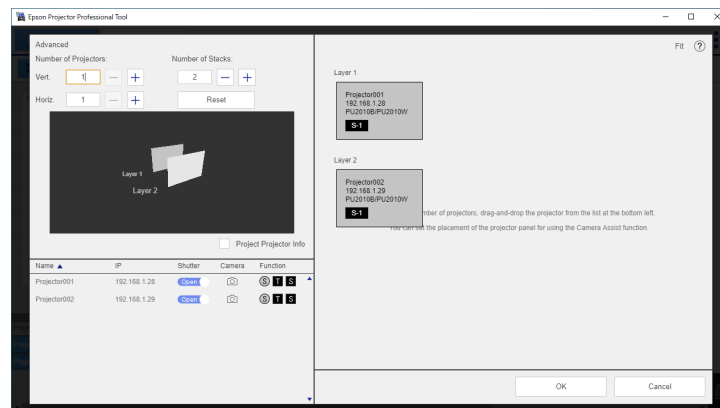 Epson Projector Professional Tool
Advanced
Number of Projectors:
Number of Stacks:
Vert.
1
2
Horiz.
1
Reset
Layer 1
Layer 2
Project Projector Info
Name
IP
Shutter
Camera
Function
Projector001
192.168.1.28
Open
S T S
Projector002
192.168.1.29
Open
S T S
Fit
?
Layer 1
Projector001
192.168.1.28
PU2010B/PU2010W
S-1
Layer 2
Projector002
192.168.1.29
PU2010B/PU2010W
S-1
number of projectors, drag-and-drop the projector from the list at the bottom left.
You can set the placement of the projector panel for using the Camera Assist function.
OK
Cancel